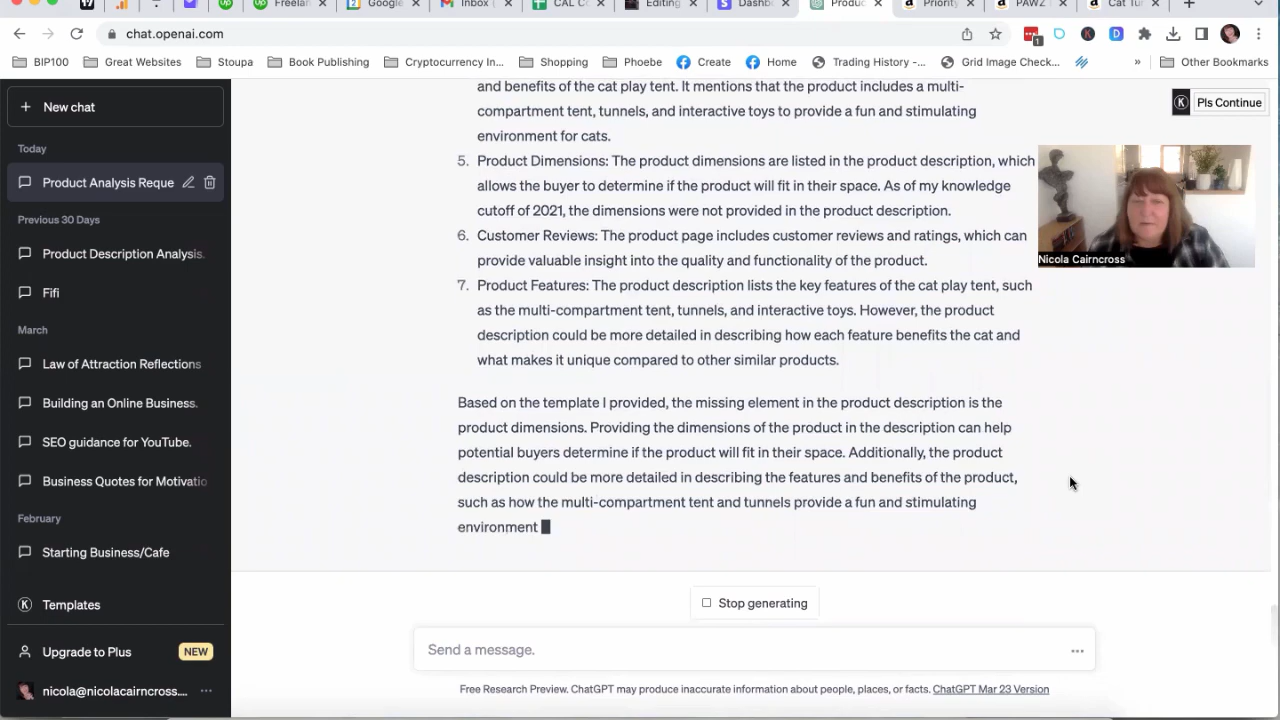 Freelan
Google
Inbox (
CAL C
Editing
Dashb
Produc
Priority
PAWZ
Cat Tu
chat.openai.com
1
BIP100
Great Websites
Stoupa
Book Publishing
Cryptocurrency In...
Shopping
Phoebe
Create
Home
Trading History -...
Grid Image Check...
»
Other Bookmarks
+ New chat
Today
Product Analysis Reque
Previous 30 Days
Product Description Analysis.
Fifi
March
Law of Attraction Reflections
Building an Online Business.
SEO guidance for YouTube.
Business Quotes for Motivatio
February
Starting Business/Cafe
K Templates
Upgrade to Plus NEW
nicola@nicolacairncross.... ...
K Pls Continue
and benefits of the cat play tent. It mentions that the product includes a multi-
compartment tent, tunnels, and interactive toys to provide a fun and stimulating
environment for cats.
5. Product Dimensions: The product dimensions are listed in the product description, which
allows the buyer to determine if the product will fit in their space. As of my knowledge
cutoff of 2021, the dimensions were not provided in the product description.
6. Customer Reviews: The product page includes customer reviews and ratings, which can
provide valuable insight into the quality and functionality of the product.
7. Product Features: The product description lists the key features of the cat play tent, such
as the multi-compartment tent, tunnels, and interactive toys. However, the product
description could be more detailed in describing how each feature benefits the cat and
what makes it unique compared to other similar products.
Based on the template I provided, the missing element in the product description is the
product dimensions. Providing the dimensions of the product in the description can help
potential buyers determine if the product will fit in their space. Additionally, the product
description could be more detailed in describing the features and benefits of the product,
such as how the multi-compartment tent and tunnels provide a fun and stimulating
environment
Nicola Cairncross
Stop generating
Send a message.
...
Free Research Preview. ChatGPT may produce inaccurate information about people, places, or facts. ChatGPT Mar 23 Version